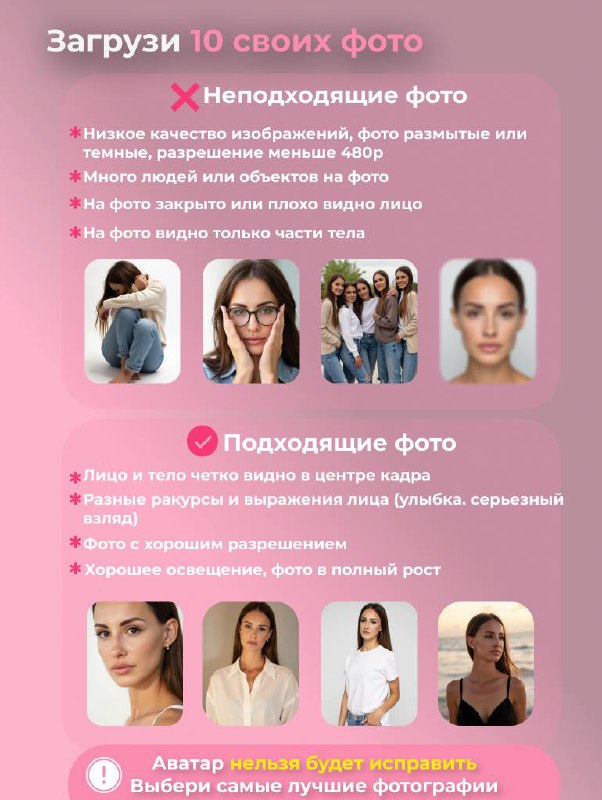 Загрузи 10 своих фото
Неподходящие фото
Низкое качество изображений, фото размытые или
темные, разрешение меньше 480р
Много людей или объектов на фото
На фото закрыто или плохо видно лицо
На фото видно только части тела
Подходящие фото
Лицо и тело четко видно в центре кадра
Разные ракурсы и выражения лица (улыбка. серьезный
взляд)
Фото с хорошим разрешением
Хорошее освещение, фото в полный рост
Аватар нельзя будет исправить
Выбери самые лучшие фотографии